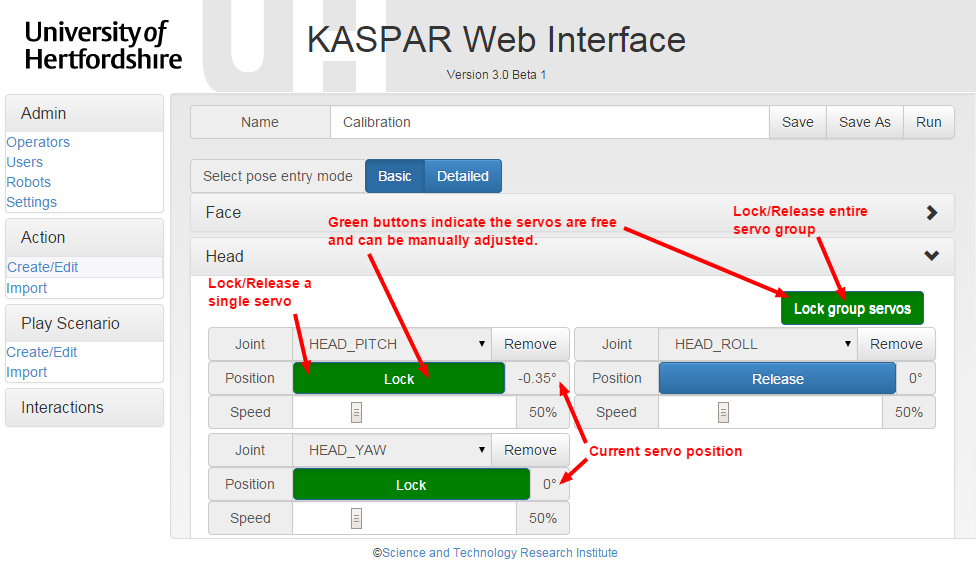 University of
Hertfordshire
UH
KASPAR Web Interface
Version 3.0 Beta 1
Admin
Operators
Users
Robots
Settings
Action
Create/Edit
Import
Play Scenario
Create/Edit
Import
Interactions
Name Calibration Save Save As Run
Select pose entry mode Basic Detailed
Face
Green buttons indicate the servos are free
and can be manually adjusted.
Lock/Release entire
servo group
Head
Lock/Release a
single servo
Lock group servos
Joint HEAD_PITCH Remove
Position Lock -0.35°
Speed 50%
Joint HEAD_ROLL Remove
Position Release 0°
Speed 50%
Joint HEAD_YAW Remove
Position Lock 0°
Speed 50%
Current servo position
©Science and Technology Research Institute